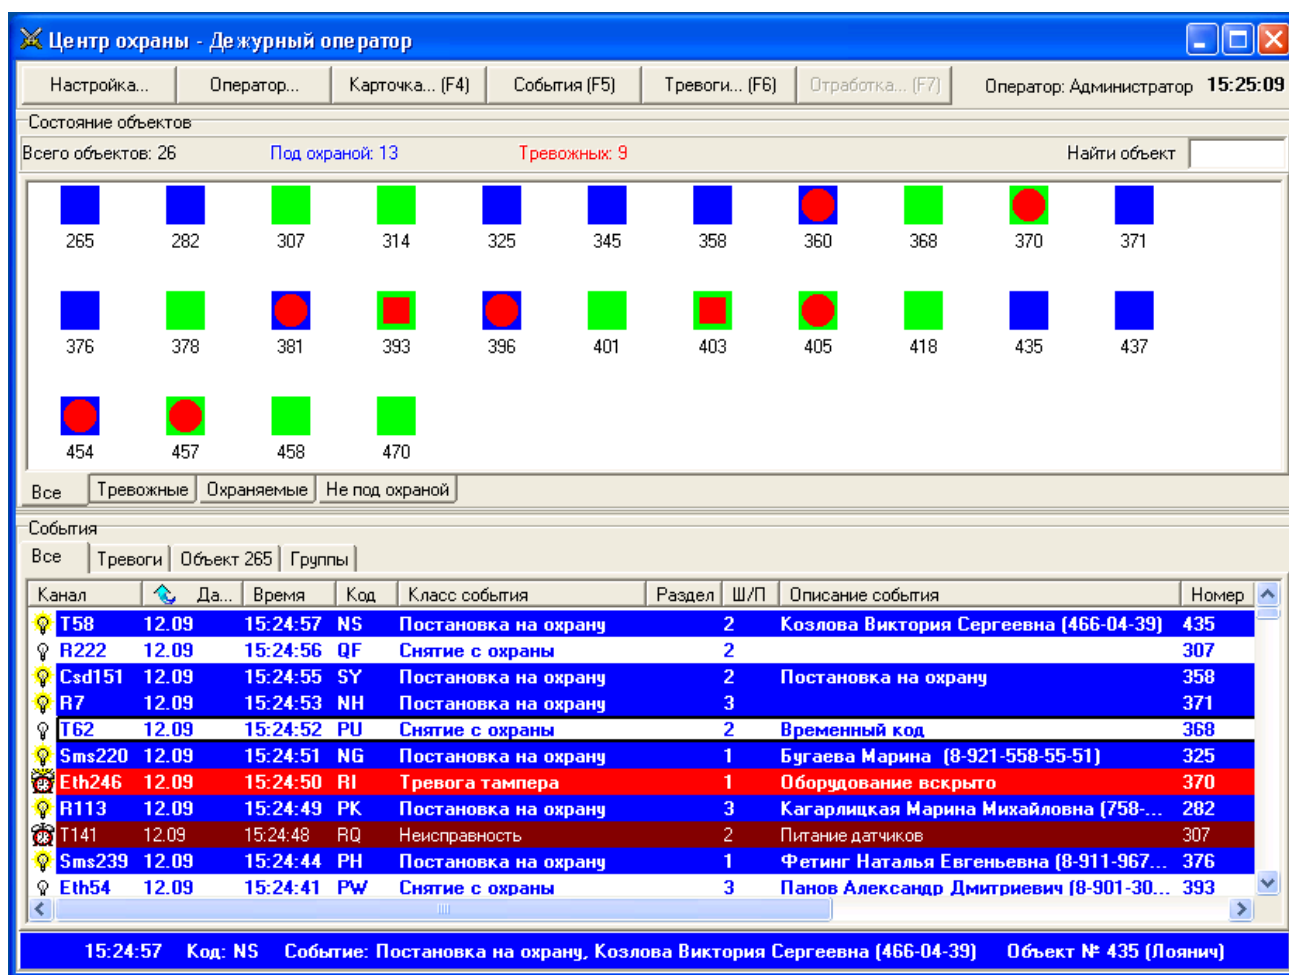 Центр охраны - Дежурный оператор
Настройка... Оператор... Карточка... (F4) События (F5) Тревоги... (F6) Отработка... (F7) Оператор: Администратор 15:25:09
Состояние объектов
Всего объектов: 26 Под охраной: 13 Тревожных: 9 Найти объект
265 282 307 314 325 345 358 360 368 370 371
376 378 381 393 396 401 403 405 418 435 437
454 457 458 470
Все Тревожные Охраняемые Не под охраной
События
Все Тревоги Объект 265 Группы
Канал Да... Время Код Класс события Раздел Ш/П Описание события Номер
T58 12.09 15:24:57 NS Постановка на охрану 2 Козлова Виктория Сергеевна (466-04-39) 435
R222 12.09 15:24:56 QF Снятие с охраны 2 307
Csd151 12.09 15:24:55 SY Постановка на охрану 2 Постановка на охрану 358
R7 12.09 15:24:53 NH Постановка на охрану 3 371
T62 12.09 15:24:52 PU Снятие с охраны 2 Временный код 368
Sms220 12.09 15:24:51 NG Постановка на охрану 1 Бугаева Марина (8-921-558-55-51) 325
Eth246 12.09 15:24:50 RI Тревога тампера 1 Оборудование вскрыто 370
R113 12.09 15:24:49 PK Постановка на охрану 3 Кагарлицкая Марина Михайловна (758-... 282
T141 12.09 15:24:48 RQ Неисправность 2 Питание датчиков 307
Sms239 12.09 15:24:44 PH Постановка на охрану 1 Фетинг Наталья Евгеньевна (8-911-967... 376
Eth54 12.09 15:24:41 PW Снятие с охраны 3 Панов Александр Дмитриевич (8-901-30... 393
15:24:57 Код: NS Событие: Постановка на охрану, Козлова Виктория Сергеевна (466-04-39) Объект № 435 (Лоянич)